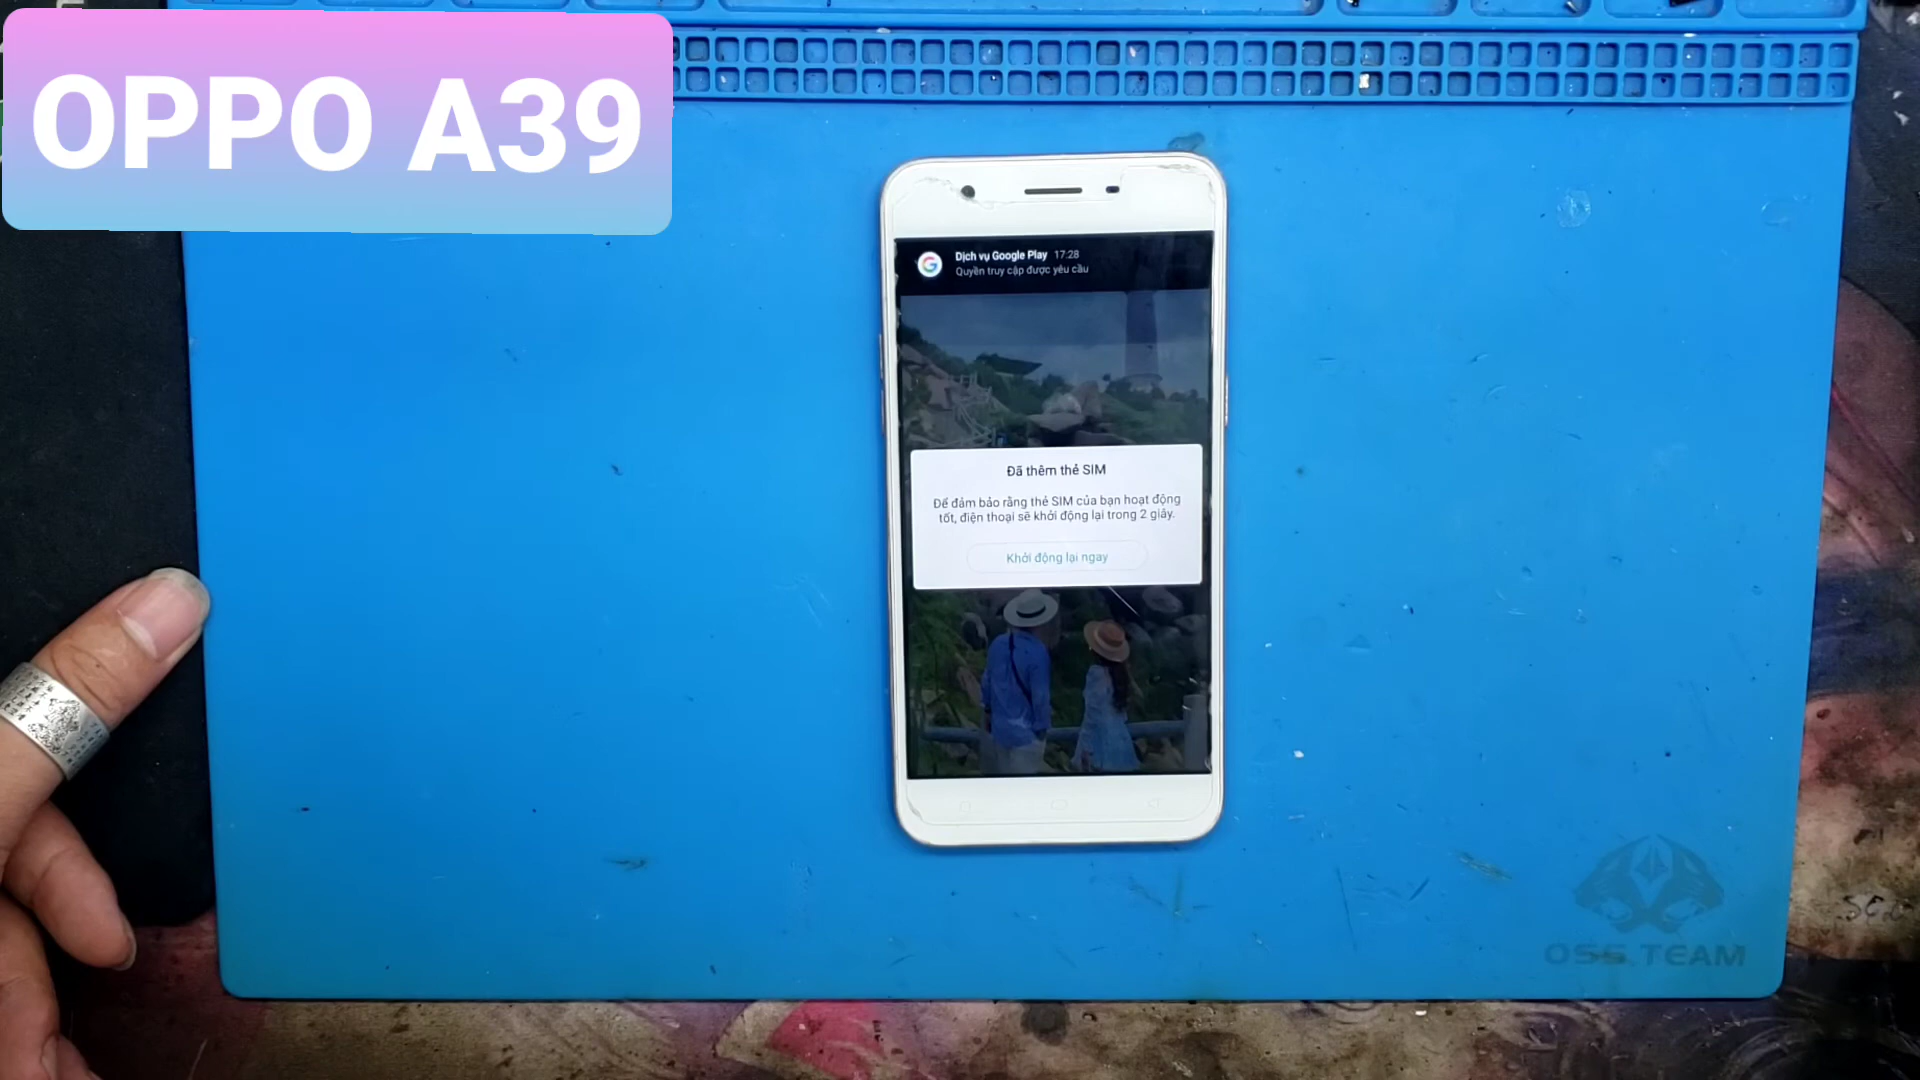 OPPO A39
Dịch vụ Google Play 17:28
Quyền truy cập được yêu cầu
Đã thêm thẻ SIM
Để đảm bảo rằng thẻ SIM của bạn hoạt động
tốt, điện thoại sẽ khởi động lại trong 2 giây.
Khởi động lại ngay
OSS TEAM